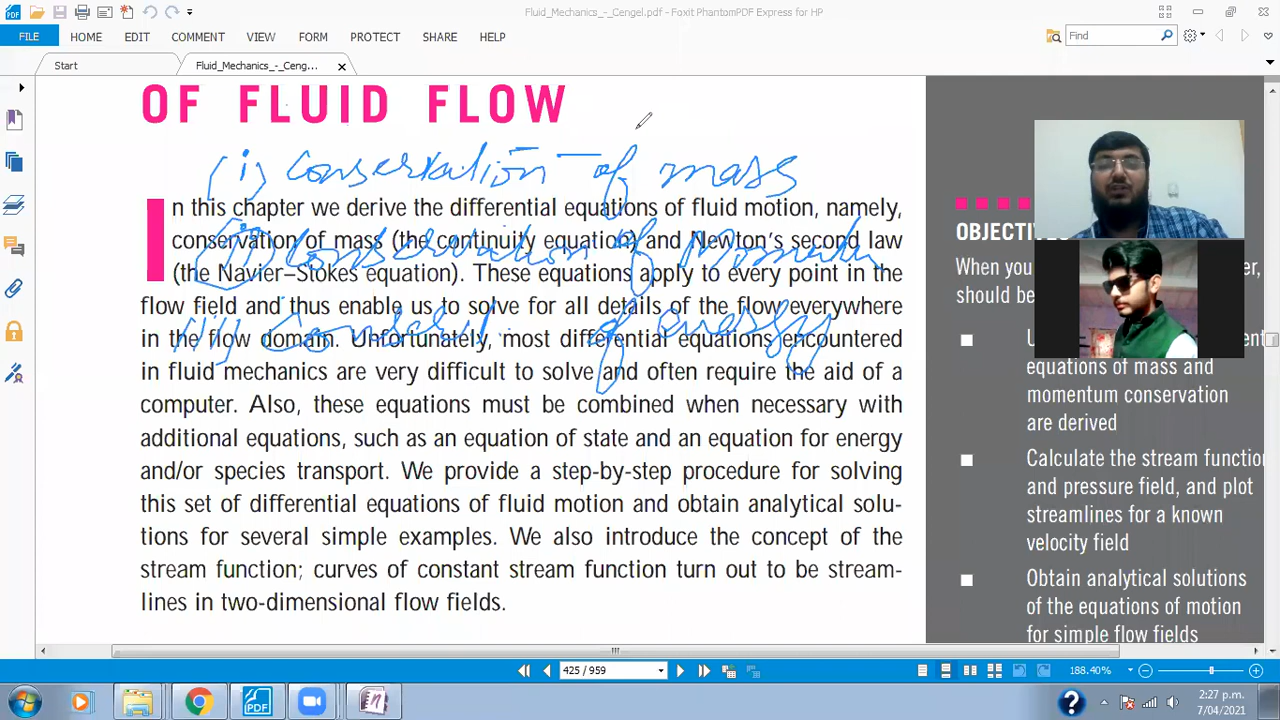 Fluid_Mechanics_-_Cengel.pdf - Foxit PhantomPDF Express for HP
FILE HOME EDIT COMMENT VIEW FORM PROTECT SHARE HELP
Find
Start
Fluid_Mechanics_-_Ceng...
OF FLUID FLOW
(i) Conservation of mass
In this chapter we derive the differential equations of fluid motion, namely,
conservation of mass (the continuity equation) and Newton's second law
(ii) Conservation of Momentu
(the Navier–Stokes equation). These equations apply to every point in the
flow field and thus enable us to solve for all details of the flow everywhere
(iii) Conser of energy
in the flow domain. Unfortunately, most differential equations encountered
in fluid mechanics are very difficult to solve and often require the aid of a
computer. Also, these equations must be combined when necessary with
additional equations, such as an equation of state and an equation for energy
and/or species transport. We provide a step-by-step procedure for solving
this set of differential equations of fluid motion and obtain analytical solu-
tions for several simple examples. We also introduce the concept of the
stream function; curves of constant stream function turn out to be stream-
lines in two-dimensional flow fields.
OBJECTIVES
When you er,
should be
U ent
equations of mass and
momentum conservation
are derived
Calculate the stream function
and pressure field, and plot
streamlines for a known
velocity field
Obtain analytical solutions
of the equations of motion
for simple flow fields
425 / 959
188.40%
PDF
2:27 p.m.
7/04/2021